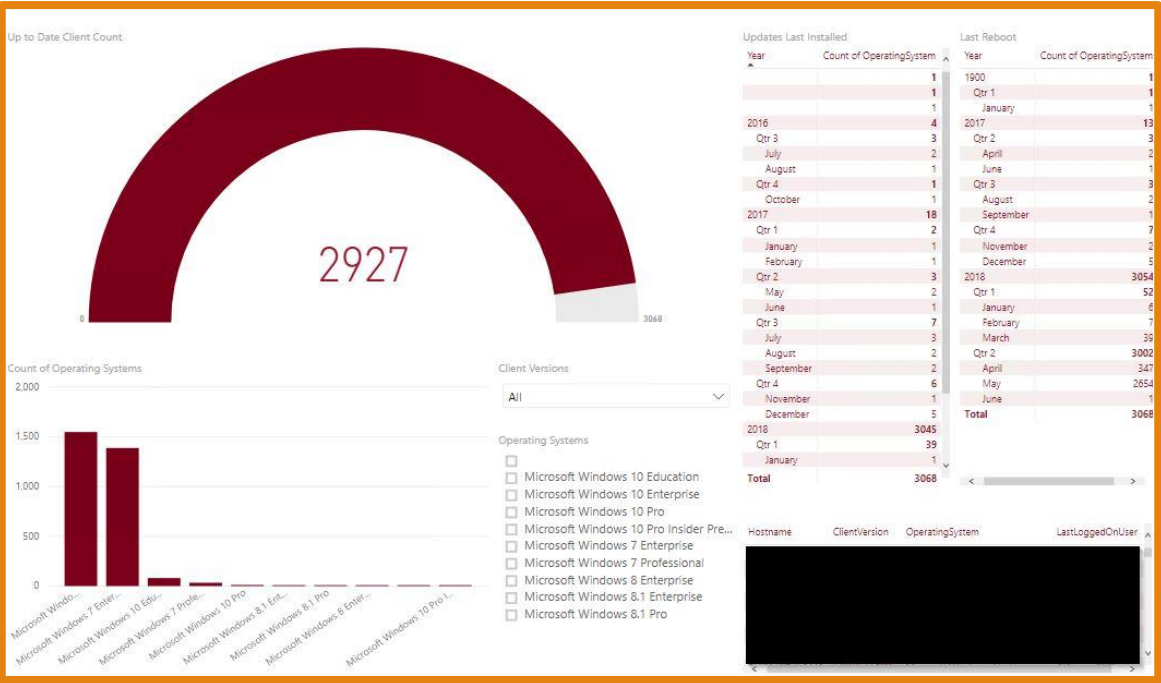 Up to Date Client Count
2927
0
3068
Count of Operating Systems
2,000
1,500
1,000
500
0
Microsoft Windo...
Microsoft Windows 7 Enter...
Microsoft Windows 10 Edu...
Microsoft Windows 7 Profe...
Microsoft Windows 10 Pro
Microsoft Windows 8.1 Ent...
Microsoft Windows 8.1 Pro
Microsoft Windows 8 Enter...
Microsoft Windows 10 Pro I...
Client Versions
All
Operating Systems
Microsoft Windows 10 Education
Microsoft Windows 10 Enterprise
Microsoft Windows 10 Pro
Microsoft Windows 10 Pro Insider Pre...
Microsoft Windows 7 Enterprise
Microsoft Windows 7 Professional
Microsoft Windows 8 Enterprise
Microsoft Windows 8.1 Enterprise
Microsoft Windows 8.1 Pro
Updates Last Installed
Year Count of OperatingSystem
1
1
1
2016 4
Qtr 3 3
July 2
August 1
Qtr 4 1
October 1
2017 18
Qtr 1 2
January 1
February 1
Qtr 2 3
May 2
June 1
Qtr 3 7
July 3
August 2
September 2
Qtr 4 6
November 1
December 5
2018 3045
Qtr 1 39
January 1
Total 3068
Last Reboot
Year Count of OperatingSystem
1900 1
Qtr 1 1
January 1
2017 13
Qtr 2 3
April 2
June 1
Qtr 3 3
August 2
September 1
Qtr 4 7
November 2
December 5
2018 3054
Qtr 1 52
January 6
February 7
March 39
Qtr 2 3002
April 347
May 2654
June 1
Total 3068
Hostname ClientVersion OperatingSystem LastLoggedOnUser